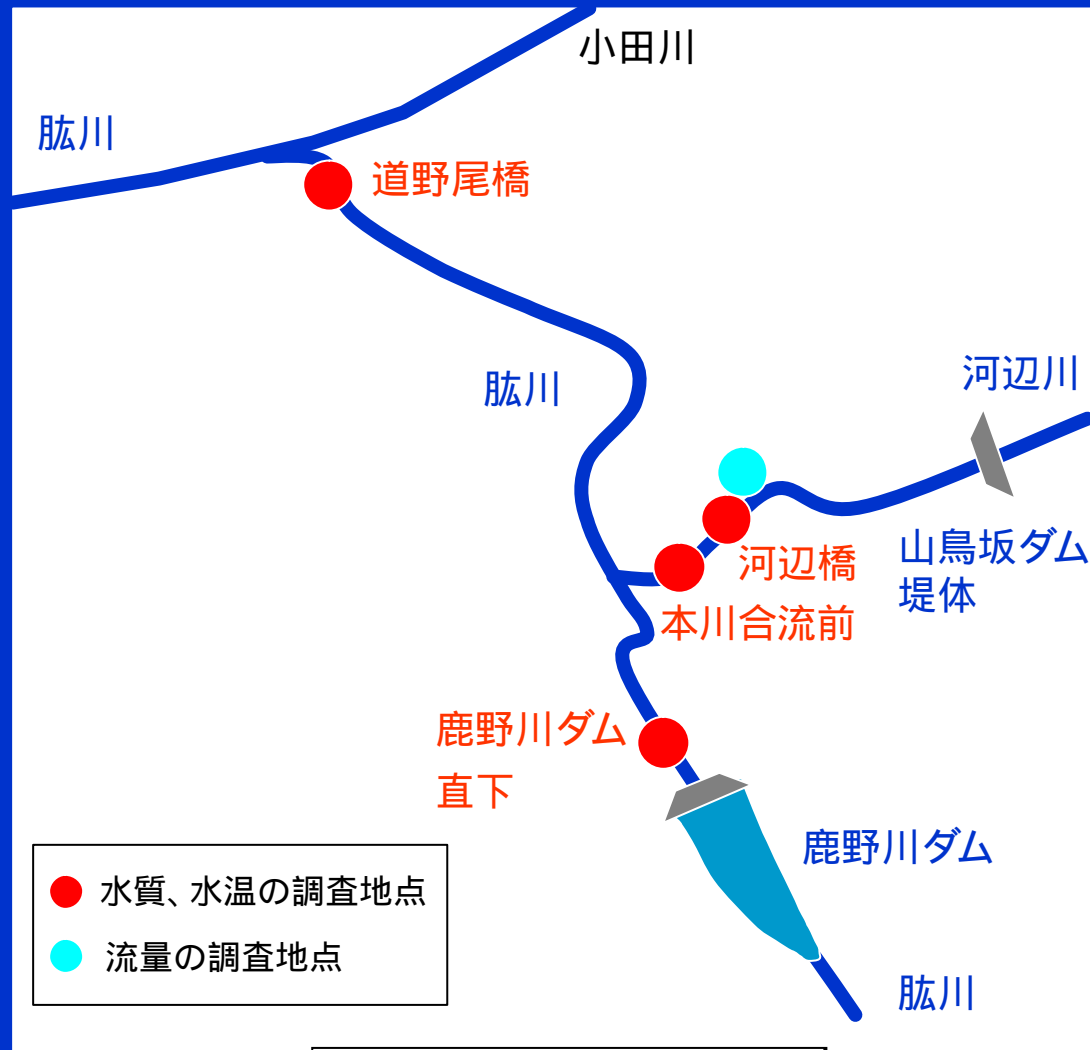 小田川
肱川
道野尾橋
肱川
河辺川
河辺橋
山鳥坂ダム
堤体
本川合流前
鹿野川ダム
直下
鹿野川ダム
水質、水温の調査地点
流量の調査地点
肱川